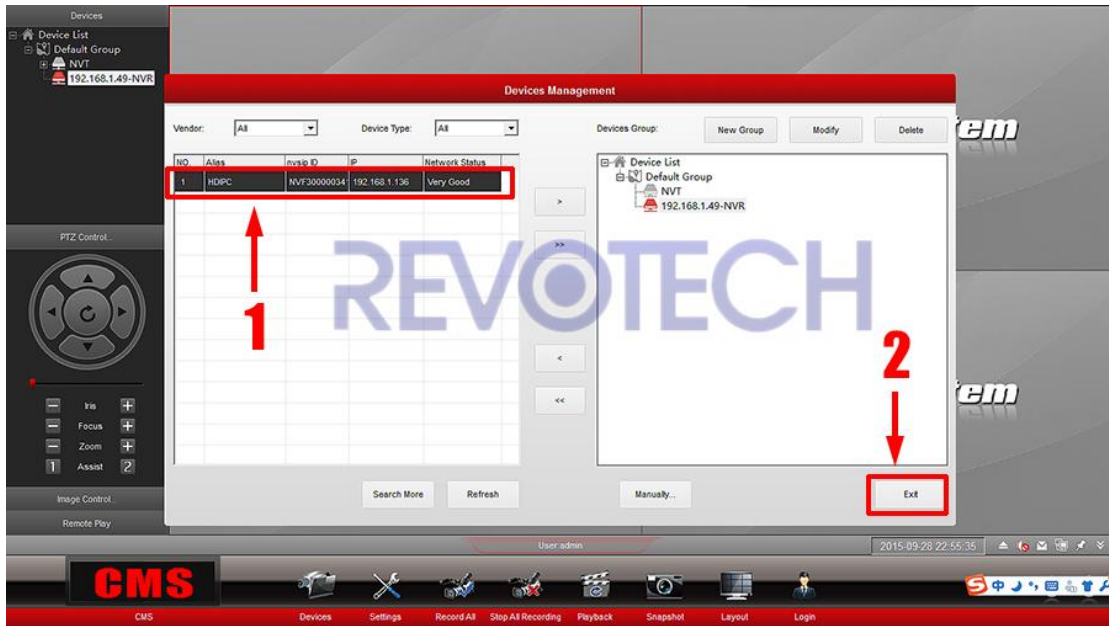 Devices
Device List
Default Group
NVT
192.168.1.49-NVR
Devices Management
Vendor: All Device Type: All Devices Group: New Group Modify Delete
NO. Alias nvsip ID IP Network Status
1 HDIPC NVF30000034 192.168.1.136 Very Good
Device List
Default Group
NVT
192.168.1.49-NVR
>
>>
<
<<
REVOTECH
1
2
PTZ Control...
Iris
Focus
Zoom
1 Assist 2
Search More Refresh Manually... Exit
Image Control...
Remote Play
User:admin 2015-09-28 22:55:35
CMS
中
CMS Devices Settings Record All Stop All Recording Playback Snapshot Layout Login